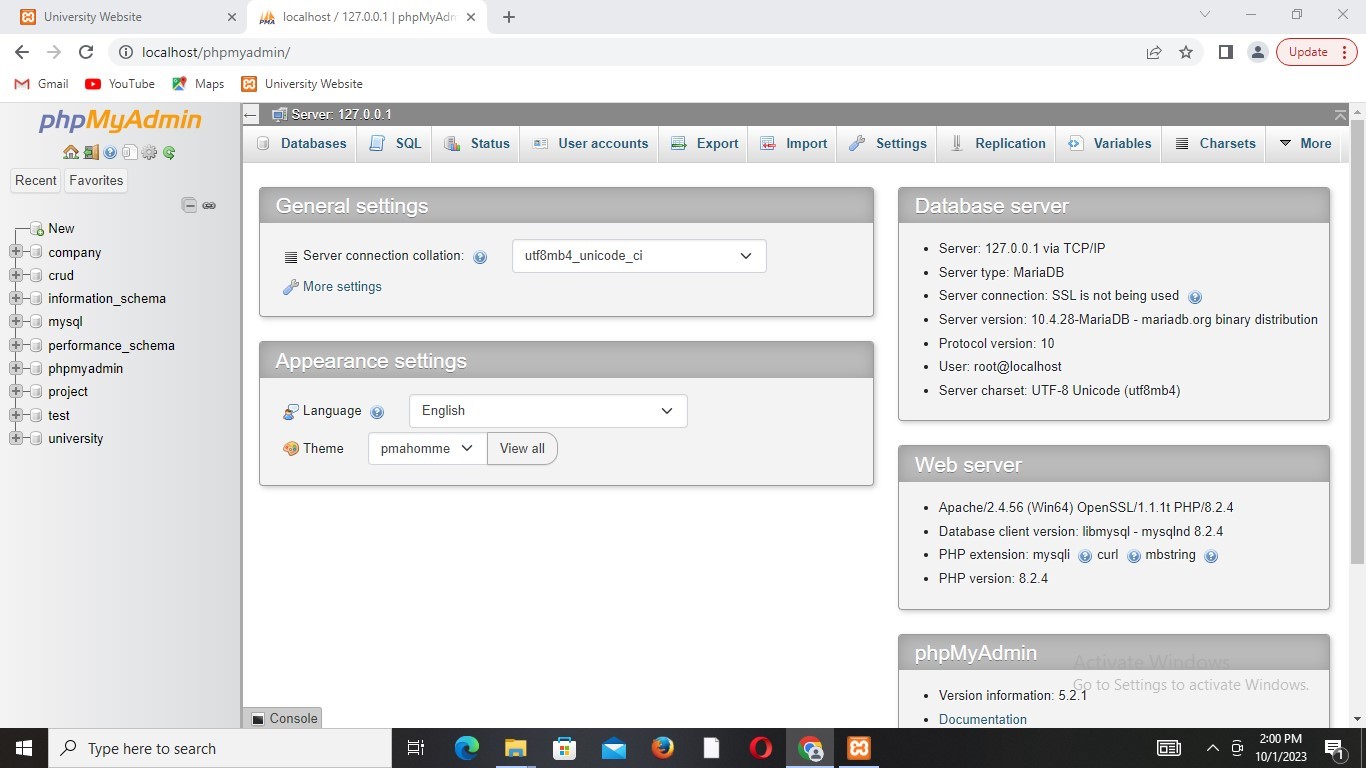 University Website
localhost / 127.0.0.1 | phpMyAdm
localhost/phpmyadmin/
Update
Gmail
YouTube
Maps
University Website
phpMyAdmin
Recent
Favorites
New
company
crud
information_schema
mysql
performance_schema
phpmyadmin
project
test
university
Server: 127.0.0.1
Databases
SQL
Status
User accounts
Export
Import
Settings
Replication
Variables
Charsets
More
General settings
Server connection collation:
utf8mb4_unicode_ci
More settings
Appearance settings
Language
English
Theme
pmahomme
View all
Database server
Server: 127.0.0.1 via TCP/IP
Server type: MariaDB
Server connection: SSL is not being used
Server version: 10.4.28-MariaDB - mariadb.org binary distribution
Protocol version: 10
User: root@localhost
Server charset: UTF-8 Unicode (utf8mb4)
Web server
Apache/2.4.56 (Win64) OpenSSL/1.1.1t PHP/8.2.4
Database client version: libmysql - mysqlnd 8.2.4
PHP extension: mysqli curl mbstring
PHP version: 8.2.4
phpMyAdmin
Version information: 5.2.1
Documentation
Activate Windows
Go to Settings to activate Windows.
Console
Type here to search
2:00 PM
10/1/2023
1